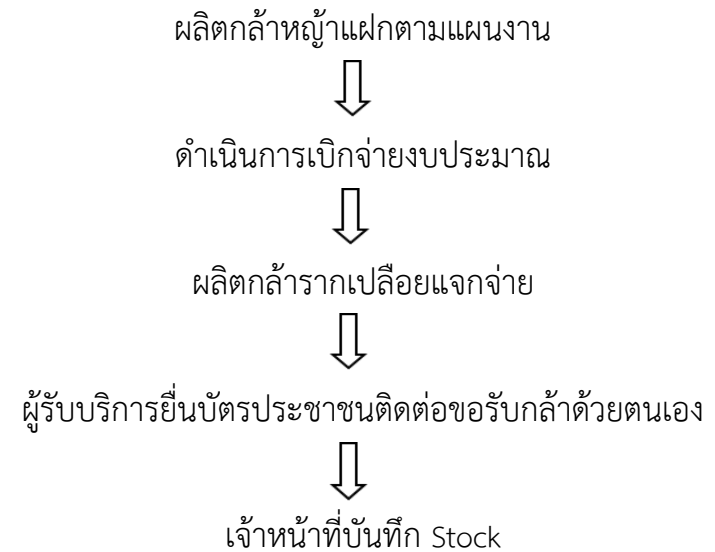 ผลิตกล้าหญ้าแฝกตามแผนงาน
ดำเนินการเบิกจ่ายงบประมาณ
ผลิตกล้ารากเปลือยแจกจ่าย
ผู้รับบริการยื่นบัตรประชาชนติดต่อขอรับกล้าด้วยตนเอง
เจ้าหน้าที่บันทึก Stock